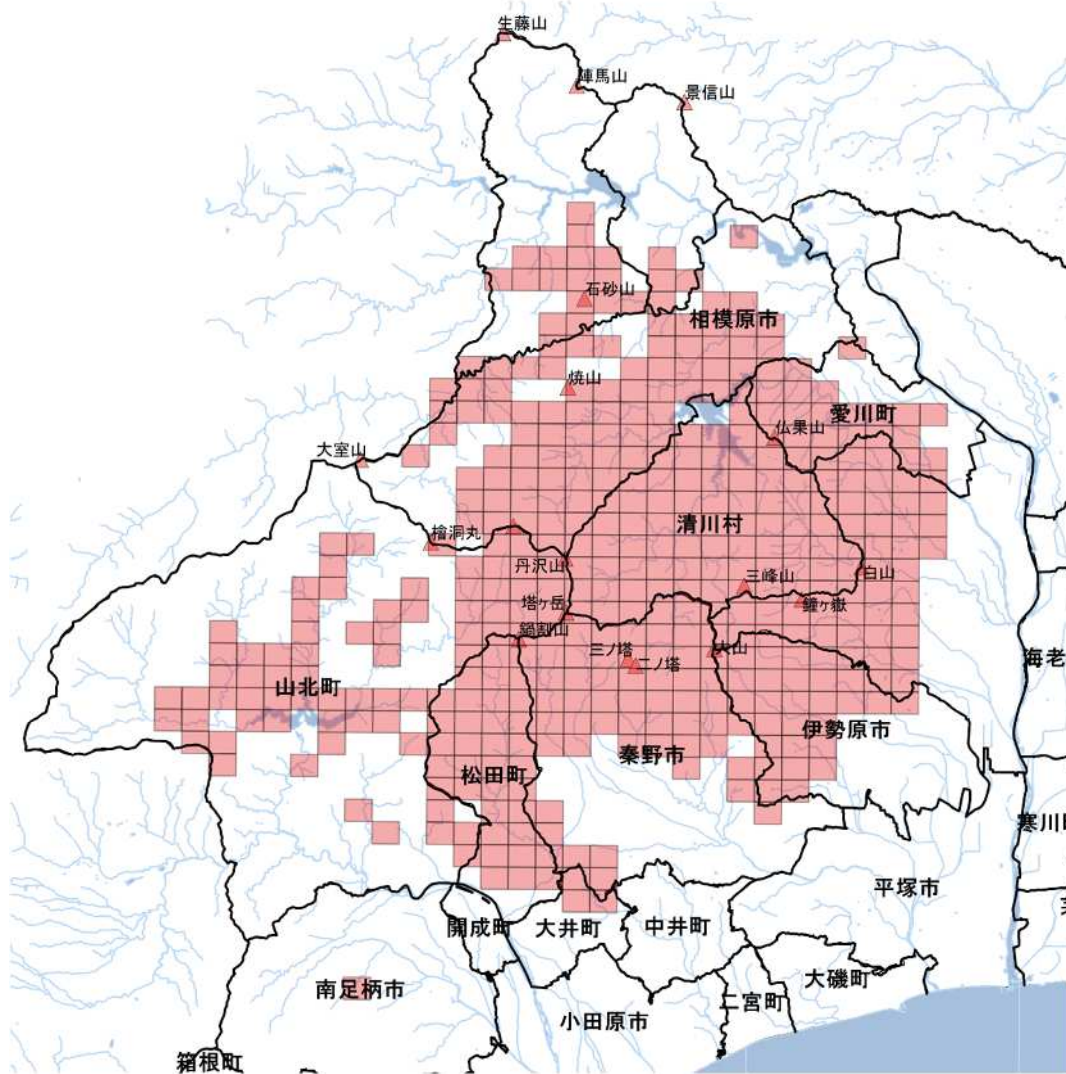 生藤山
陣馬山
景信山
石砂山
相模原市
焼山
愛川町
仏果山
大室山
清川村
檜洞丸
丹沢山
三峰山
白山
塔ヶ岳
鐘ヶ嶽
鍋割山
三ノ塔
二ノ塔
大山
海老
山北町
伊勢原市
秦野市
松田町
寒川町
平塚市
開成町
大井町
中井町
大磯町
南足柄市
二宮町
小田原市
箱根町